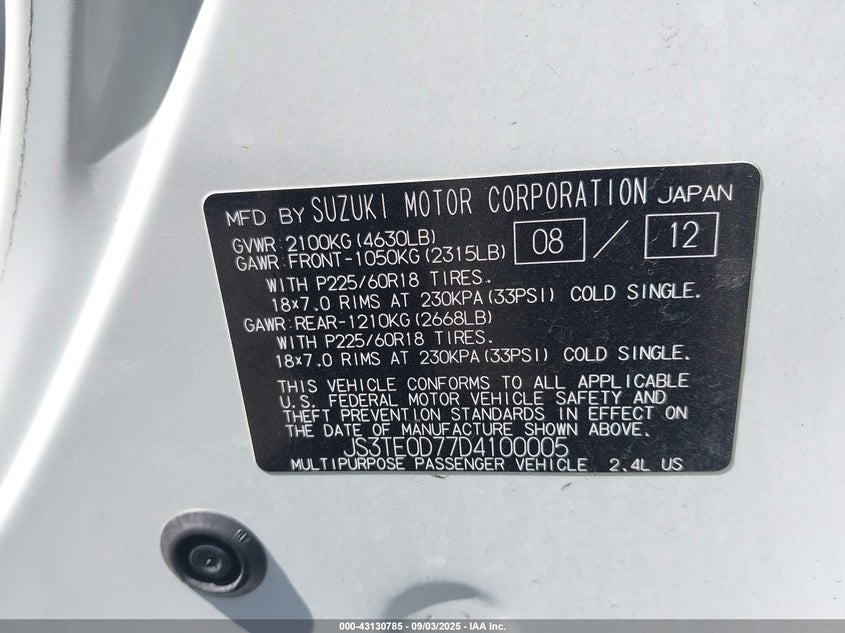 MFD BY SUZUKI MOTOR CORPORATION JAPAN
GVWR:2100KG(4630LB) 08 / 12
GAWR:FRONT-1050KG(2315LB)
WITH P225/60R18 TIRES.
18x7.0 RIMS AT 230KPA(33PSI) COLD SINGLE.
GAWR:REAR-1210KG(2668LB)
WITH P225/60R18 TIRES.
18x7.0 RIMS AT 230KPA(33PSI) COLD SINGLE.
THIS VEHICLE CONFORMS TO ALL APPLICABLE
U.S. FEDERAL MOTOR VEHICLE SAFETY AND
THEFT PREVENTION STANDARDS IN EFFECT ON
THE DATE OF MANUFACTURE SHOWN ABOVE.
JS3TE0D77D4100005
MULTIPURPOSE PASSENGER VEHICLE 2.4L US
000-43130785 - 09/03/2025 - IAA Inc.